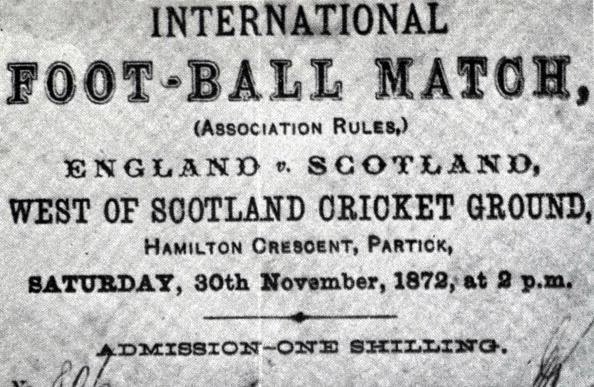 INTERNATIONAL
FOOT-BALL MATCH,
(ASSOCIATION RULES,)
ENGLAND v. SCOTLAND,
WEST OF SCOTLAND CRICKET GROUND,
HAMILTON CRESCENT, PARTICK,
SATURDAY, 30th November, 1872, at 2 p.m.
ADMISSION-ONE SHILLING.